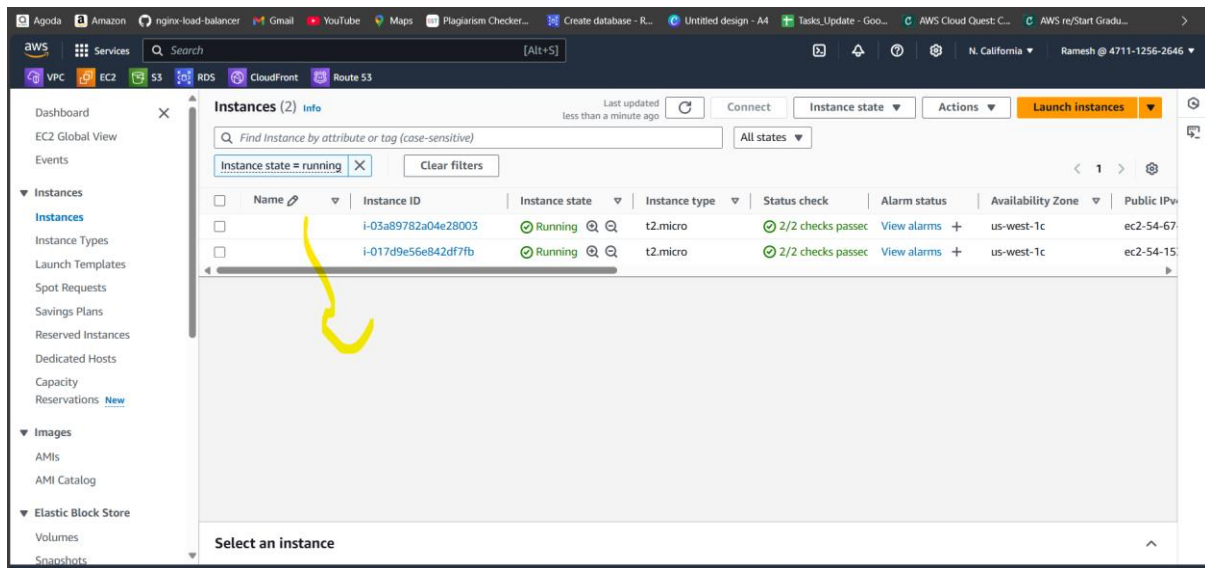 Agoda Amazon nginx-load-balancer Gmail YouTube Maps Plagiarism Checker... Create database - R... Untitled design - A4 Tasks_Update - Goo... AWS Cloud Quest: C... AWS re/Start Gradu...
aws Services Search [Alt+S] N. California Ramesh @ 4711-1256-2646
VPC EC2 S3 RDS CloudFront Route 53
Dashboard
EC2 Global View
Events
Instances
Instances
Instance Types
Launch Templates
Spot Requests
Savings Plans
Reserved Instances
Dedicated Hosts
Capacity
Reservations New
Images
AMIs
AMI Catalog
Elastic Block Store
Volumes
Snapshots
Instances (2) Info
Last updated
less than a minute ago
Connect Instance state Actions Launch instances
Find Instance by attribute or tag (case-sensitive) All states
Instance state = running Clear filters
1
Name Instance ID Instance state Instance type Status check Alarm status Availability Zone Public IPv
i-03a89782a04e28003 Running t2.micro 2/2 checks passec View alarms + us-west-1c ec2-54-67-
i-017d9e56e842df7fb Running t2.micro 2/2 checks passec View alarms + us-west-1c ec2-54-15
Select an instance